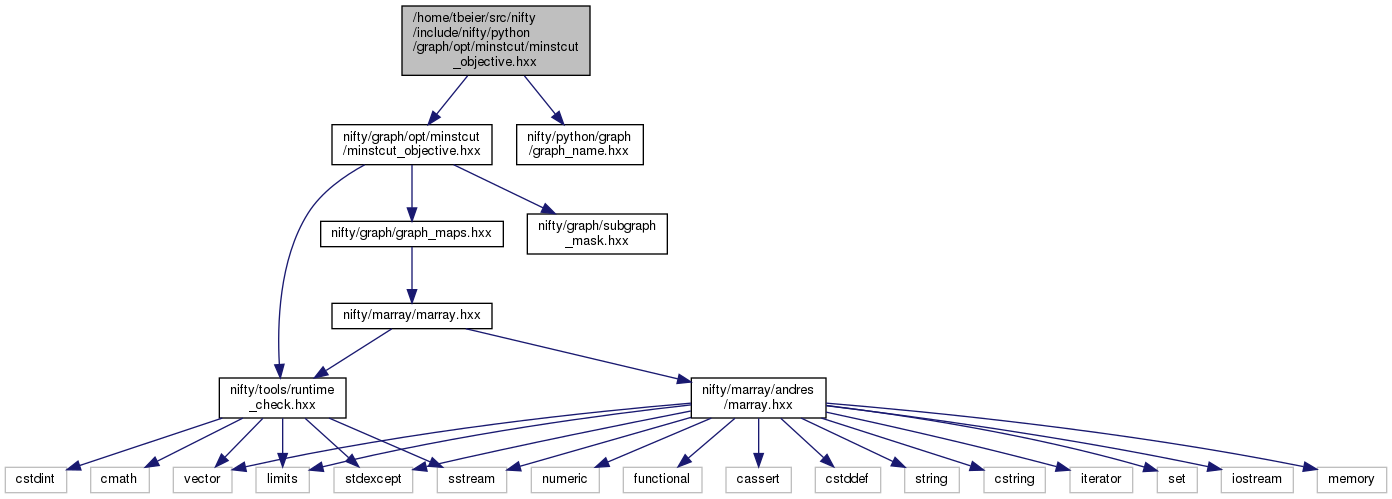 /home/tbeier/src/nifty
/include/nifty/python
/graph/opt/minstcut/minstcut
_objective.hxx
nifty/graph/opt/minstcut
/minstcut_objective.hxx
nifty/python/graph
/graph_name.hxx
nifty/graph/graph_maps.hxx
nifty/graph/subgraph
_mask.hxx
nifty/marray/marray.hxx
nifty/tools/runtime
_check.hxx
nifty/marray/andres
/marray.hxx
cstdint
cmath
vector
limits
stdexcept
sstream
numeric
functional
cassert
cstddef
string
cstring
iterator
set
iostream
memory